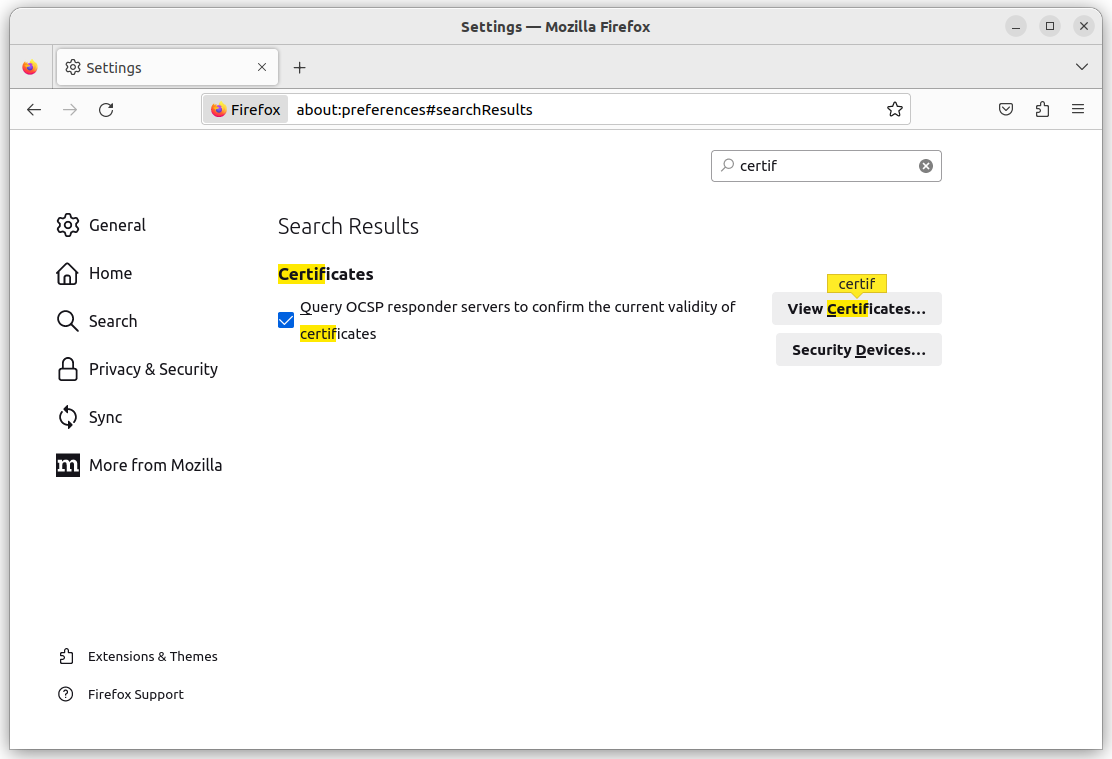 Settings — Mozilla Firefox
Settings
Firefox about:preferences#searchResults
certif
General
Home
Search
Privacy & Security
Sync
m More from Mozilla
Extensions & Themes
Firefox Support
Search Results
Certificates
Query OCSP responder servers to confirm the current validity of
certificates
certif
View Certificates...
Security Devices...